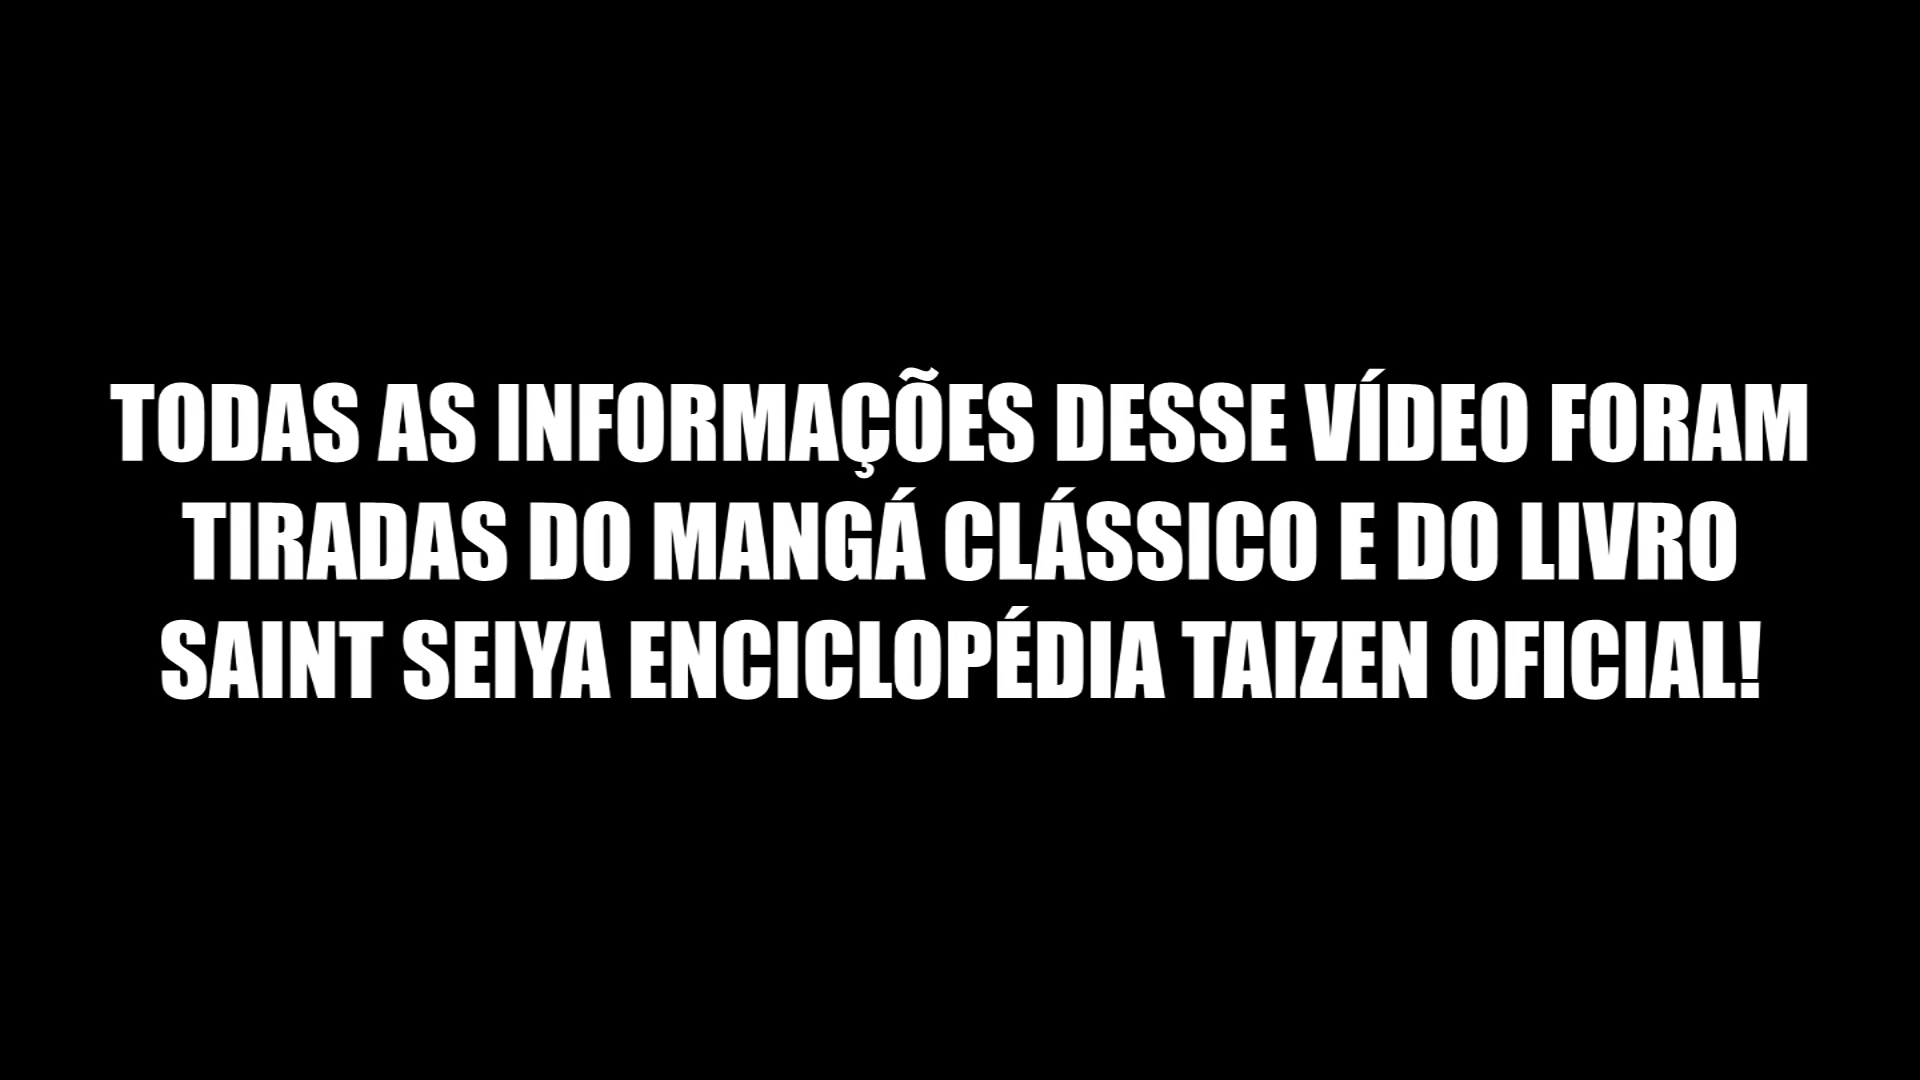 TODAS AS INFORMAÇÕES DESSE VÍDEO FORAM
TIRADAS DO MANGÁ CLÁSSICO E DO LIVRO
SAINT SEIYA ENCICLOPÉDIA TAIZEN OFICIAL!